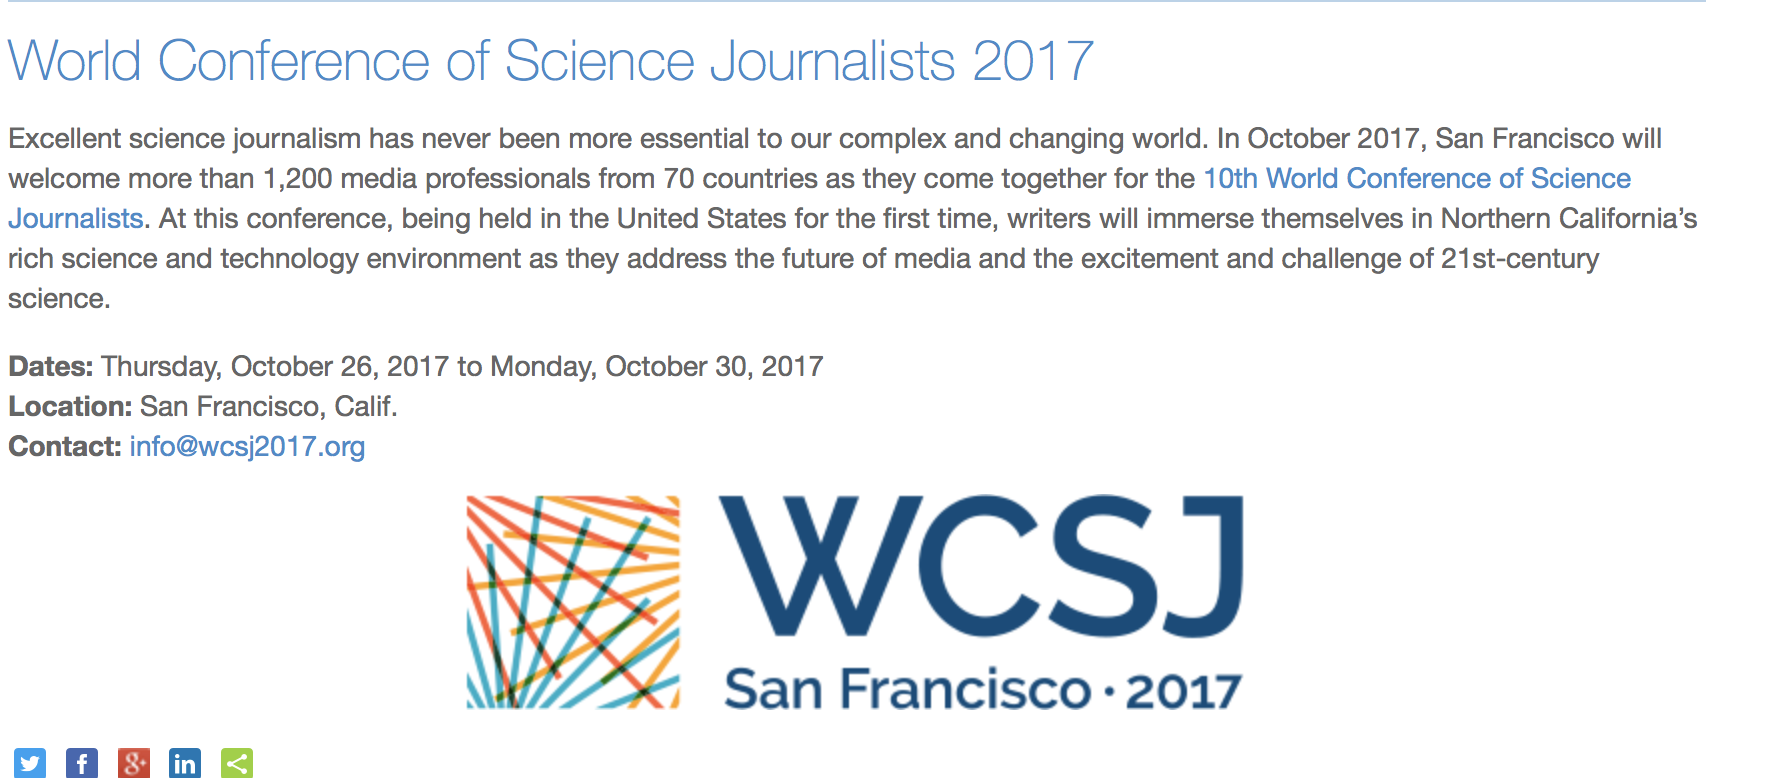 World Conference of Science Journalists 2017
Excellent science journalism has never been more essential to our complex and changing world. In October 2017, San Francisco will
welcome more than 1,200 media professionals from 70 countries as they come together for the 10th World Conference of Science
Journalists. At this conference, being held in the United States for the first time, writers will immerse themselves in Northern California’s
rich science and technology environment as they address the future of media and the excitement and challenge of 21st-century
science.
Dates: Thursday, October 26, 2017 to Monday, October 30, 2017
Location: San Francisco, Calif.
Contact: info@wcsj2017.org
WCSJ
San Francisco · 2017
f 8+ in